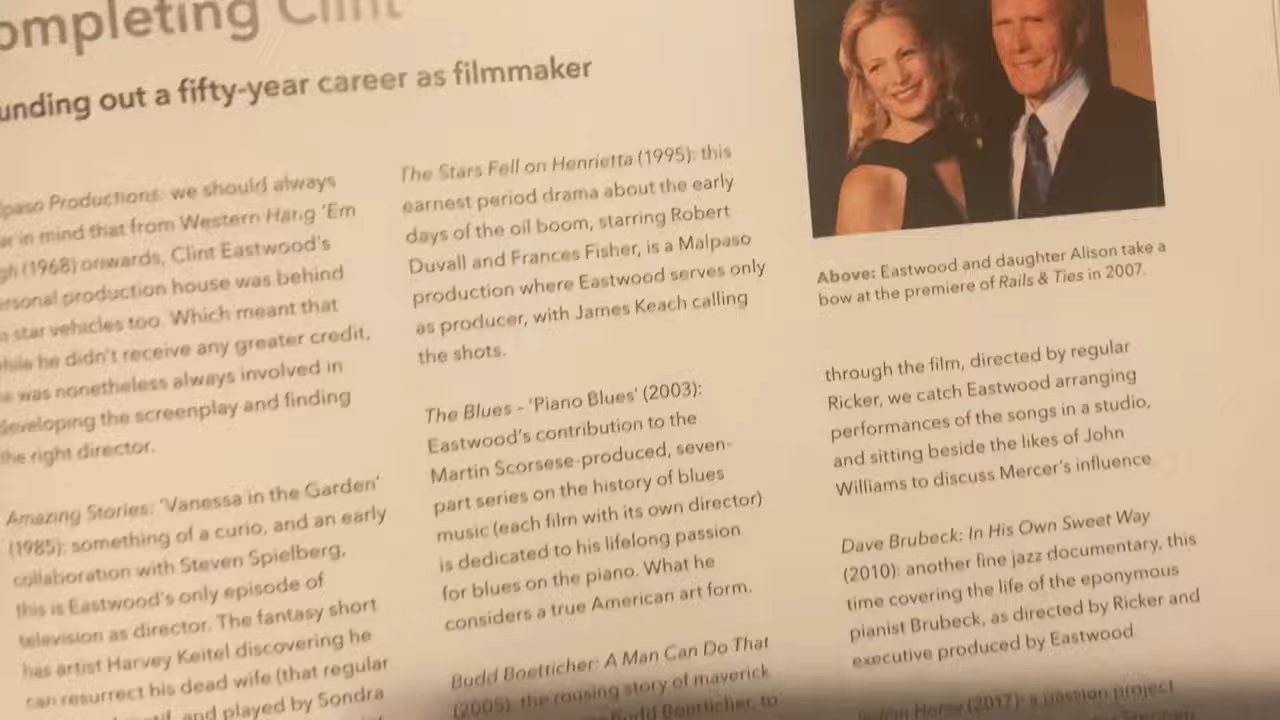 ompleting Clint
unding out a fifty-year career as filmmaker
lpaso Productions: we should always
ar in mind that from Western Hang 'Em
gh (1968) onwards, Clint Eastwood's
ersonal production house was behind
s star vehicles too. Which meant that
hile he didn't receive any greater credit,
e was nonetheless always involved in
developing the screenplay and finding
the right director.
Amazing Stories: 'Vanessa in the Garden'
(1985): something of a curio, and an early
collaboration with Steven Spielberg,
this is Eastwood's only episode of
television as director. The fantasy short
has artist Harvey Keitel discovering he
can resurrect his dead wife (that regular
and played by Sondra
The Stars Fell on Henrietta (1995): this
earnest period drama about the early
days of the oil boom, starring Robert
Duvall and Frances Fisher, is a Malpaso
production where Eastwood serves only
as producer, with James Keach calling
the shots.
The Blues - 'Piano Blues' (2003):
Eastwood's contribution to the
Martin Scorsese-produced, seven-
part series on the history of blues
music (each film with its own director)
is dedicated to his lifelong passion
for blues on the piano. What he
considers a true American art form.
Budd Boetticher: A Man Can Do That
(2005): the rousing story of maverick
Budd Boetticher, to
Above: Eastwood and daughter Alison take a
bow at the premiere of Rails & Ties in 2007.
through the film, directed by regular
Ricker, we catch Eastwood arranging
performances of the songs in a studio,
and sitting beside the likes of John
Williams to discuss Mercer's influence
Dave Brubeck: In His Own Sweet Way
(2010): another fine jazz documentary, this
time covering the life of the eponymous
pianist Brubeck, as directed by Ricker and
executive produced by Eastwood
(2017): a passion project